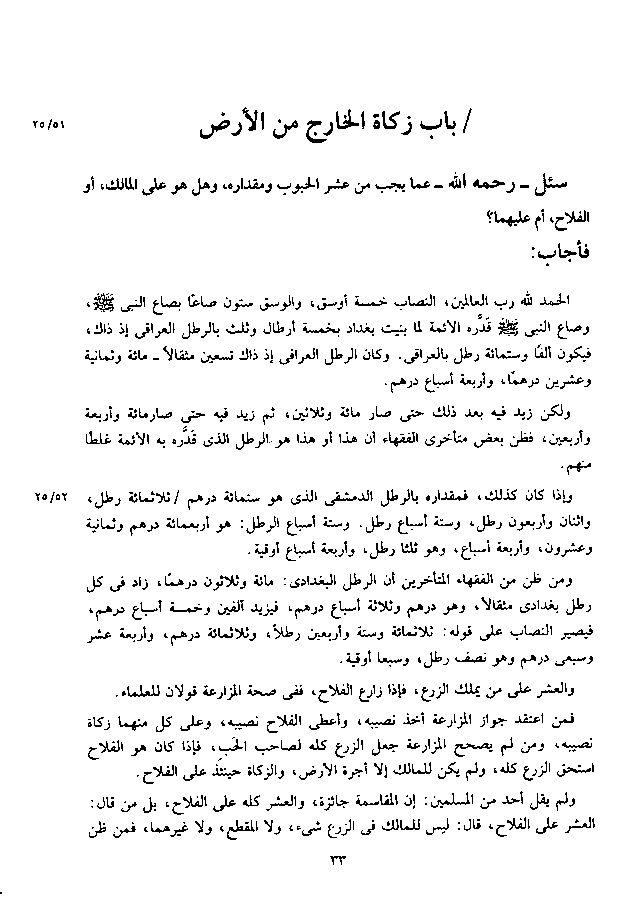 / باب زكاة الخارج من الأرض
٢٥/٥١
سئل ـ رحمه الله ـ عما يجب من عشر الحبوب ومقداره، وهل هو على المالك، أو
الفلاح، أم عليهما؟
فأجاب:
الحمد لله رب العالمين، النصاب خمسة أوسق، والوسق ستون صاعًا بصاع النبي ﷺ،
وصاع النبي ﷺ قدَّره الأئمة لما بنيت بغداد بخمسة أرطال وثلث بالرطل العراقى إذ ذاك،
فيكون ألفًا وستمائة رطل بالعراقى. وكان الرطل العراقى إذ ذاك تسعين مثقالاً ـ مائة وثمانية
وعشرين درهمًا، وأربعة أسباع درهم.
ولكن زيد فيه بعد ذلك حتى صار مائة وثلاثين، ثم زيد فيه حتى صارمائة وأربعة
وأربعين، فظن بعض متأخرى الفقهاء أن هذا أو هذا هو الرطل الذى قدَّره به الأئمة غلطًا
منهم.
وإذا كان كذلك، فمقداره بالرطل الدمشقى الذى هو ستمائة درهم / ثلاثمائة رطل،
٢٥/٥٢
واثنان وأربعون رطل، وستة أسباع رطل. وستة أسباع الرطل: هو أربعمائة درهم وثمانية
وعشرون، وأربعة أسباع، وهو ثلثا رطل، وأربعة أسباع أوقية.
ومن ظن من الفقهاء المتأخرين أن الرطل البغدادى: مائة وثلاثون درهمًا، زاد فى كل
رطل بغدادى مثقالاً، وهو درهم وثلاثة أسباع درهم، فيزيد ألفين وخمسة أسباع درهم،
فيصير النصاب على قوله: ثلاثمائة وستة وأربعين رطلاً، وثلاثمائة درهم، وأربعة عشر
وسبعى درهم وهو نصف رطل، وسبعا أوقية.
والعشر على من يملك الزرع، فإذا زارع الفلاح، ففى صحة المزارعة قولان للعلماء.
فمن اعتقد جواز المزارعة أخذ نصيبه، وأعطى الفلاح نصيبه، وعلى كل منهما زكاة
نصيبه، ومن لم يصحح المزارعة جعل الزرع كله لصاحب الحَب، فإذا كان هو الفلاح
استحق الزرع كله، ولم يكن للمالك إلا أجرة الأرض، والزكاة حينئذ على الفلاح.
ولم يقل أحد من المسلمين: إن المقاسمة جائزة، والعشر كله على الفلاح، بل من قال:
العشر على الفلاح، قال: ليس للمالك فى الزرع شىء، ولا المقطع، ولا غيرهما، فمن ظن
٣٣